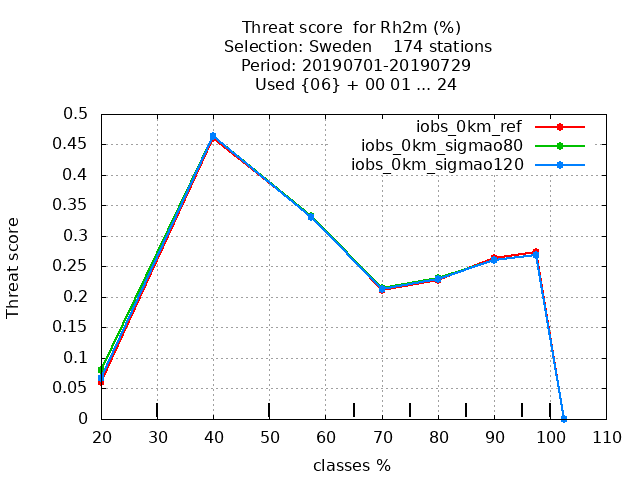 Threat score  for Rh2m (%)
Selection: Sweden    174 stations
Period: 20190701-20190729
Used {06} + 00 01 ... 24
iobs_0km_ref
iobs_0km_sigmao80
iobs_0km_sigmao120
Threat score
0.5
0.45
0.4
0.35
0.3
0.25
0.2
0.15
0.1
0.05
0
20 30 40 50 60 70 80 90 100 110
classes %